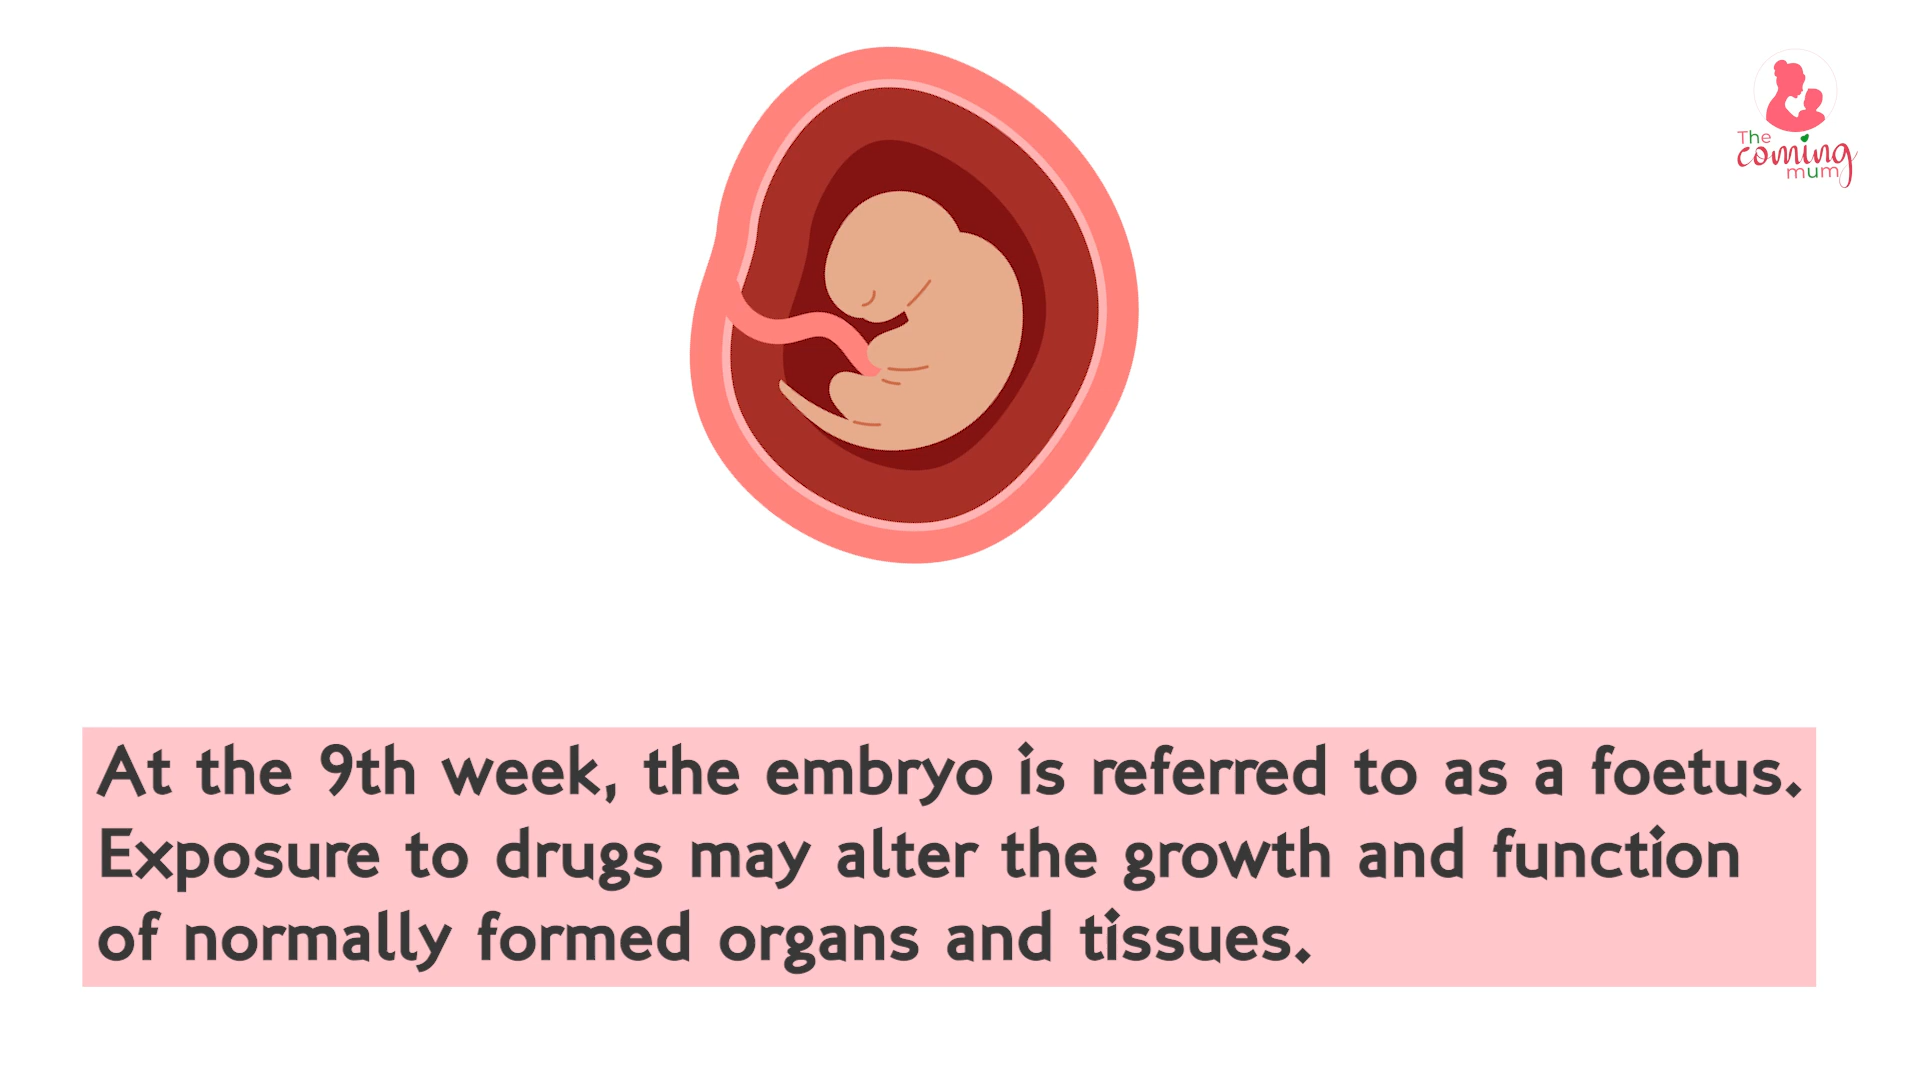 The
coming
mum
At the 9th week, the embryo is referred to as a foetus.
Exposure to drugs may alter the growth and function
of normally formed organs and tissues.